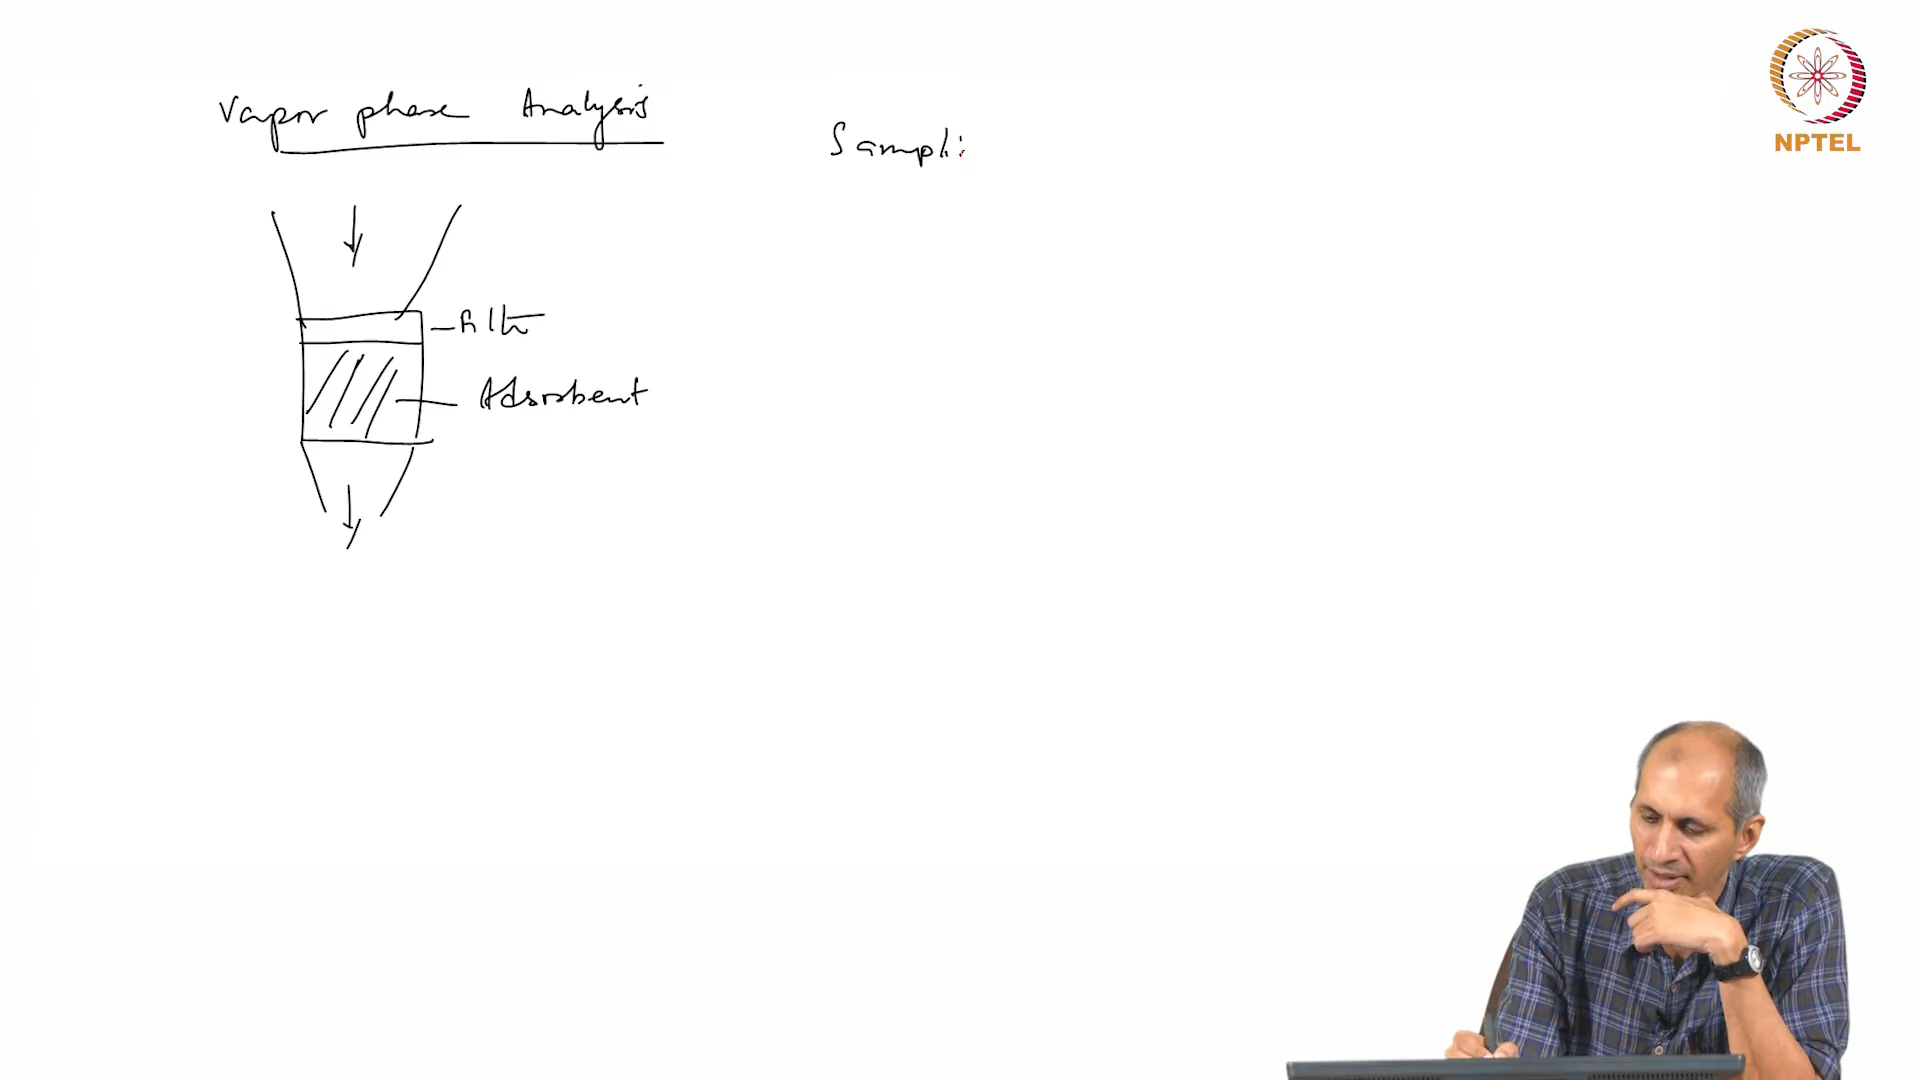 Vapor phase Analysis
Sampli
Filter
Adsorbent
NPTEL